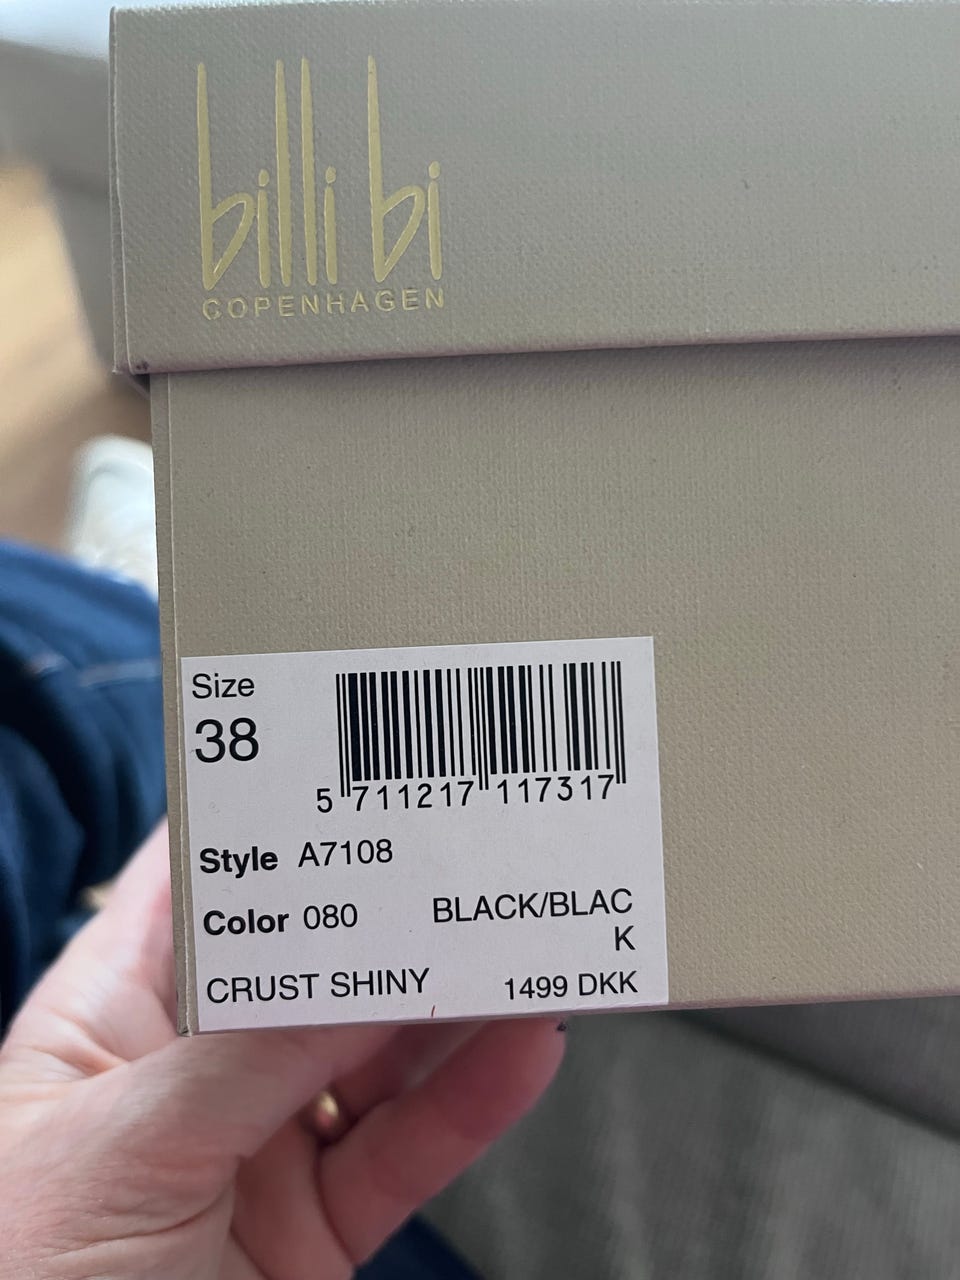 billi bi
COPENHAGEN
Size
38
5 711217 117317
Style A7108
Color 080 BLACK/BLAC
K
CRUST SHINY 1499 DKK